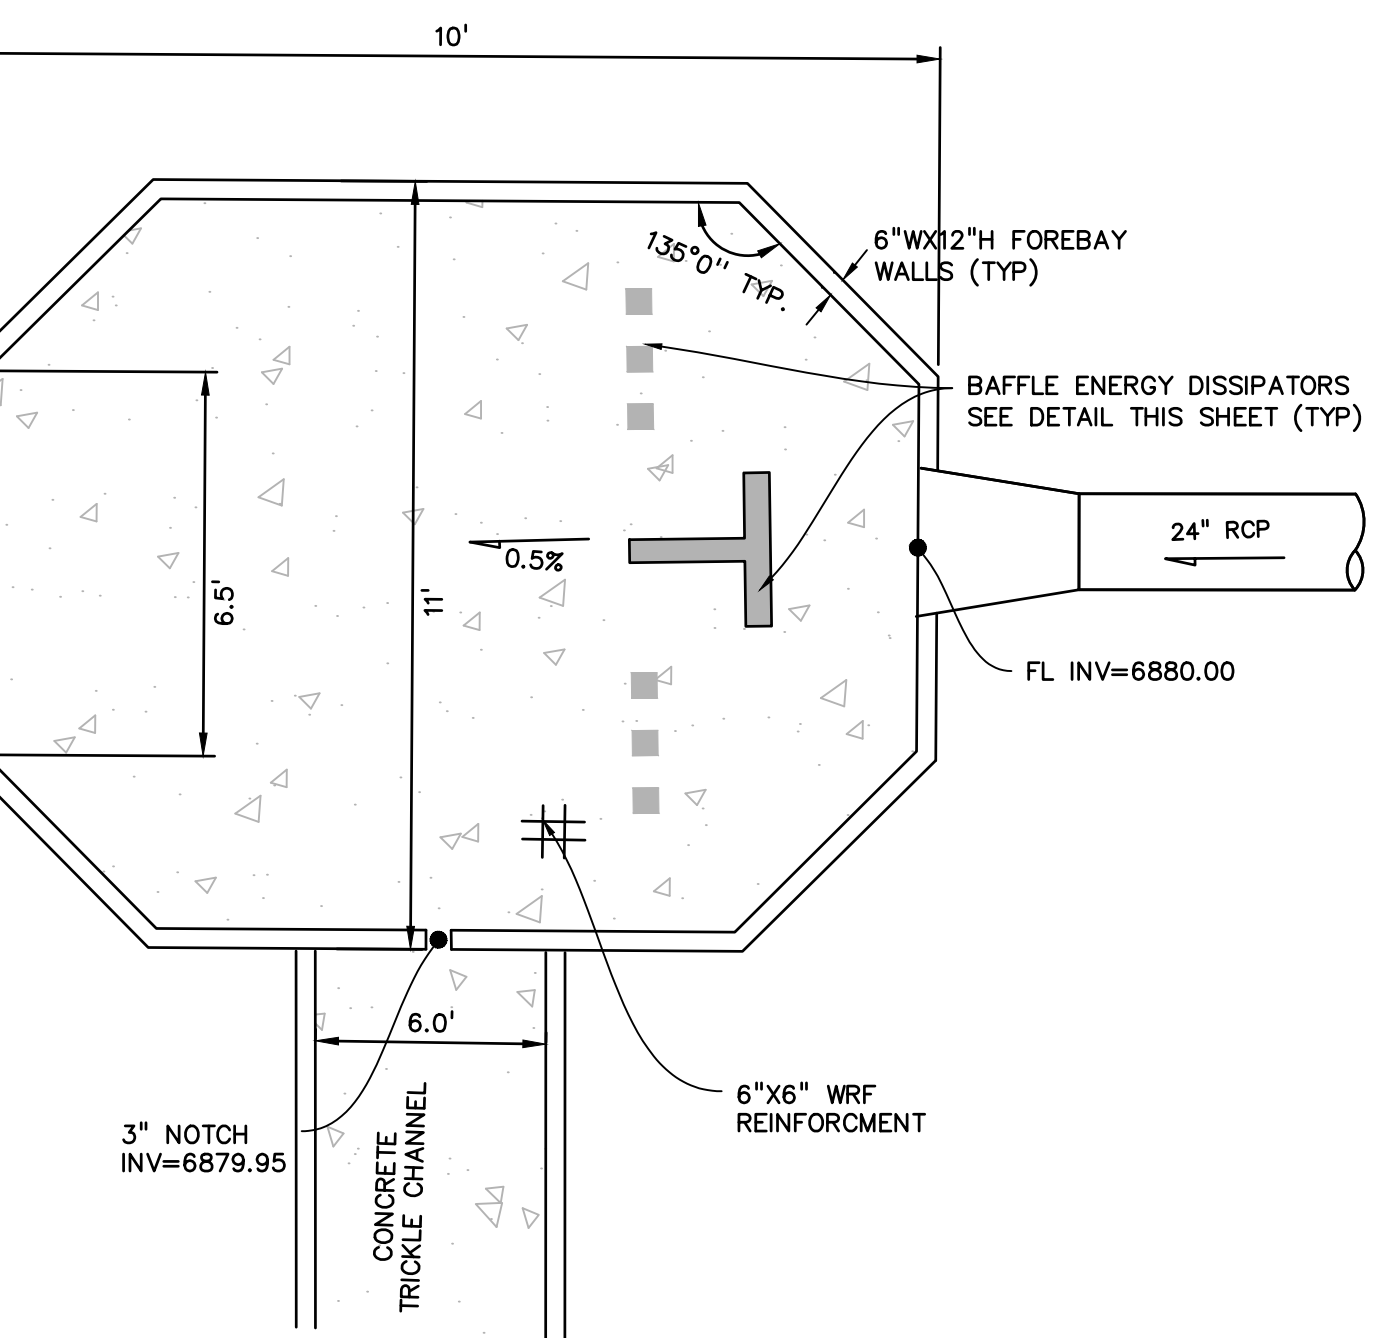 10'
6"WX12"H FOREBAY
WALLS (TYP)
135°0" TYP.
BAFFLE ENERGY DISSIPATORS
SEE DETAIL THIS SHEET (TYP)
24" RCP
0.5%
6.5'
11'
FL INV=6880.00
6.0'
3" NOTCH
INV=6879.95
CONCRETE
TRICKLE CHANNEL
6"X6" WRF
REINFORCMENT